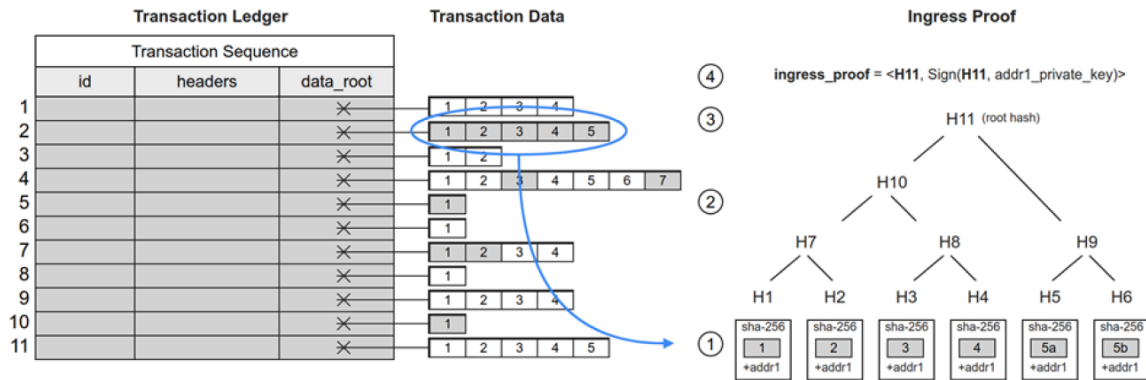 Transaction Ledger
Transaction Data
Ingress Proof
Transaction Sequence
id headers data_root
1 1 2 3 4
2 1 2 3 4 5
3 1 2
4 1 2 3 4 5 6 7
5 1
6 1
7 1 2 3 4
8 1
9 1 2 3 4
10 1
11 1 2 3 4 5
4 ingress_proof = <H11, Sign(H11, addr1_private_key)>
3 H11 (root hash)
H10
2
H7 H8 H9
H1 H2 H3 H4 H5 H6
sha-256 sha-256 sha-256 sha-256 sha-256 sha-256
1 1 2 3 4 5a 5b
+addr1 +addr1 +addr1 +addr1 +addr1 +addr1